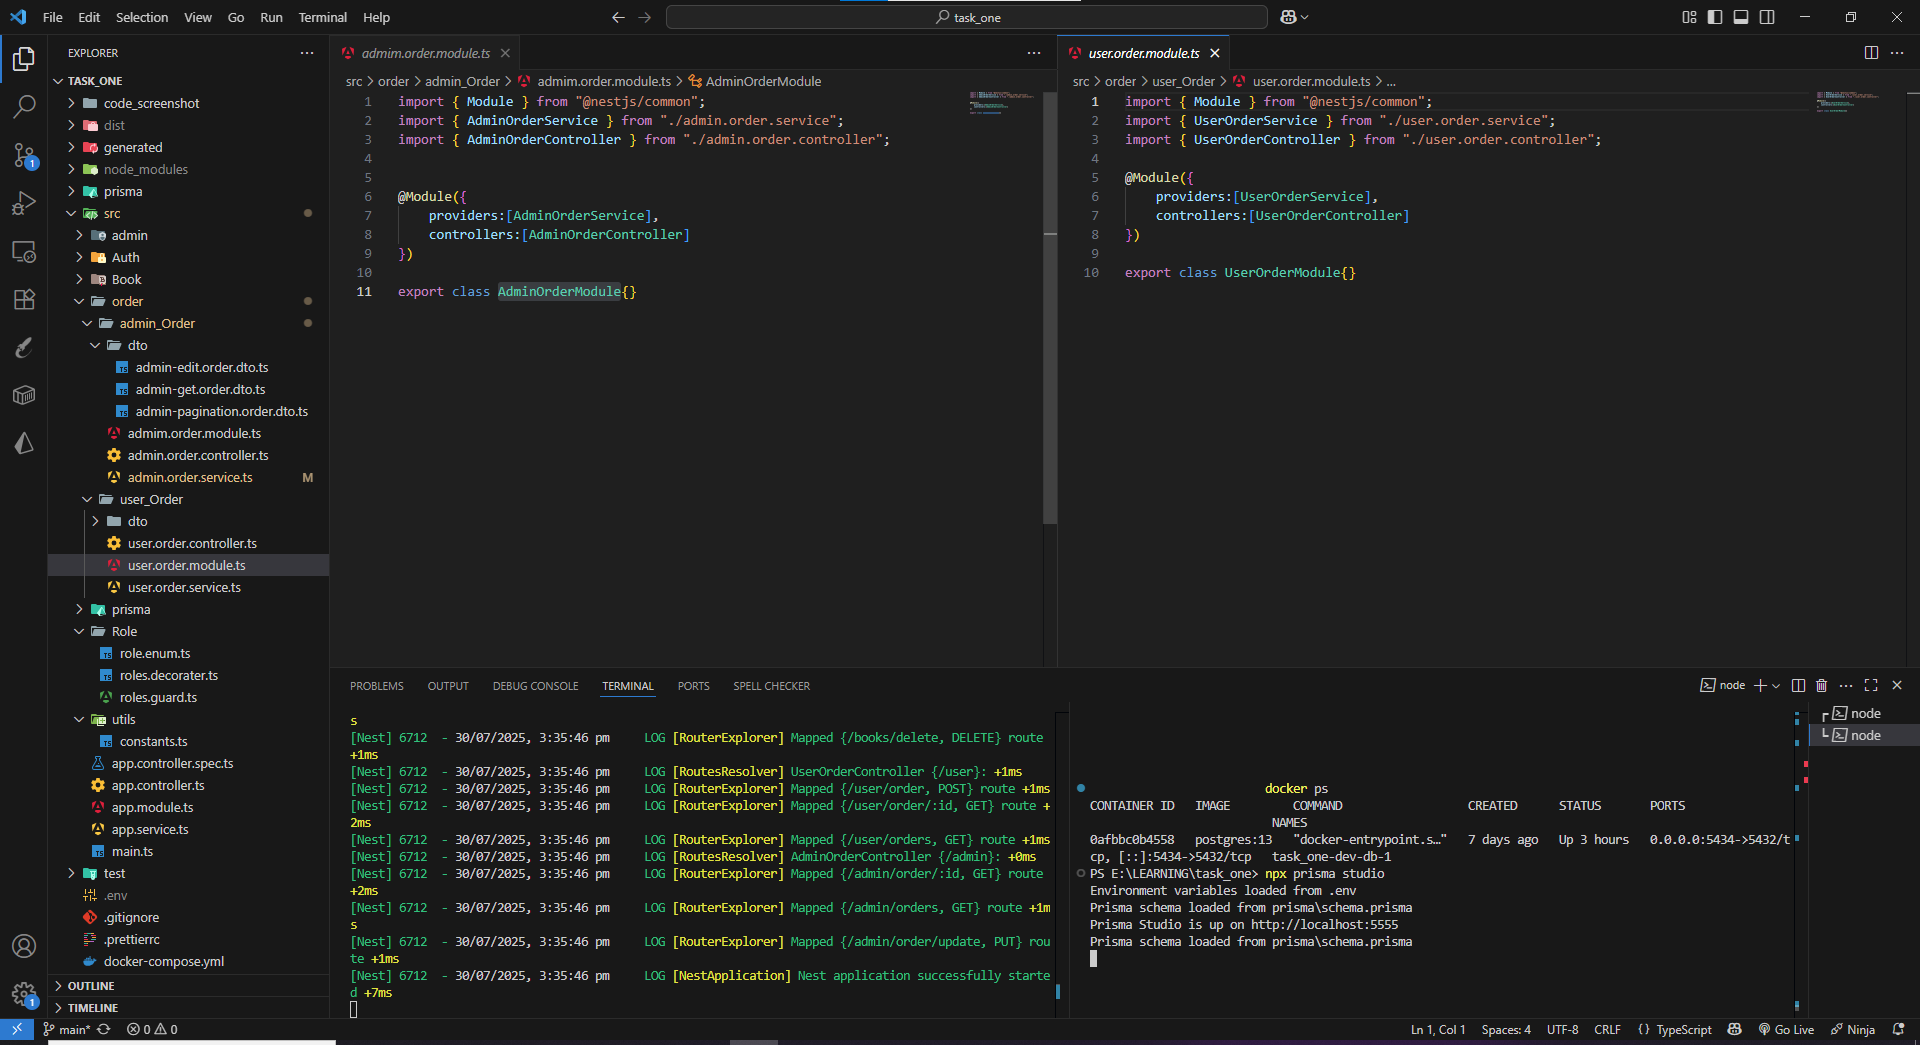 File Edit Selection View Go Run Terminal Help
task_one
EXPLORER
TASK_ONE
code_screenshot
dist
generated
node_modules
prisma
src
admin
Auth
Book
order
admin_Order
dto
admin-edit.order.dto.ts
admin-get.order.dto.ts
admin-pagination.order.dto.ts
admim.order.module.ts
admin.order.controller.ts
admin.order.service.ts M
user_Order
dto
user.order.controller.ts
user.order.module.ts
user.order.service.ts
prisma
Role
role.enum.ts
roles.decorater.ts
roles.guard.ts
utils
constants.ts
app.controller.spec.ts
app.controller.ts
app.module.ts
app.service.ts
main.ts
test
.env
.gitignore
.prettierrc
docker-compose.yml
OUTLINE
TIMELINE
1
1
admim.order.module.ts
src > order > admin_Order > admim.order.module.ts > AdminOrderModule
1 import { Module } from "@nestjs/common";
2 import { AdminOrderService } from "./admin.order.service";
3 import { AdminOrderController } from "./admin.order.controller";
4
5
6 @Module({
7 providers:[AdminOrderService],
8 controllers:[AdminOrderController]
9 })
10
11 export class AdminOrderModule{}
user.order.module.ts
src > order > user_Order > user.order.module.ts > ...
1 import { Module } from "@nestjs/common";
2 import { UserOrderService } from "./user.order.service";
3 import { UserOrderController } from "./user.order.controller";
4
5 @Module({
6 providers:[UserOrderService],
7 controllers:[UserOrderController]
8 })
9
10 export class UserOrderModule{}
PROBLEMS OUTPUT DEBUG CONSOLE TERMINAL PORTS SPELL CHECKER
node
s
[Nest] 6712 - 30/07/2025, 3:35:46 pm LOG [RouterExplorer] Mapped {/books/delete, DELETE} route
+1ms
[Nest] 6712 - 30/07/2025, 3:35:46 pm LOG [RoutesResolver] UserOrderController {/user}: +1ms
[Nest] 6712 - 30/07/2025, 3:35:46 pm LOG [RouterExplorer] Mapped {/user/order, POST} route +1ms
[Nest] 6712 - 30/07/2025, 3:35:46 pm LOG [RouterExplorer] Mapped {/user/order/:id, GET} route +
2ms
[Nest] 6712 - 30/07/2025, 3:35:46 pm LOG [RouterExplorer] Mapped {/user/orders, GET} route +1ms
[Nest] 6712 - 30/07/2025, 3:35:46 pm LOG [RoutesResolver] AdminOrderController {/admin}: +0ms
[Nest] 6712 - 30/07/2025, 3:35:46 pm LOG [RouterExplorer] Mapped {/admin/order/:id, GET} route
+2ms
[Nest] 6712 - 30/07/2025, 3:35:46 pm LOG [RouterExplorer] Mapped {/admin/orders, GET} route +1m
s
[Nest] 6712 - 30/07/2025, 3:35:46 pm LOG [RouterExplorer] Mapped {/admin/order/update, PUT} rou
te +1ms
[Nest] 6712 - 30/07/2025, 3:35:46 pm LOG [NestApplication] Nest application successfully starte
d +7ms
docker ps
CONTAINER ID IMAGE COMMAND CREATED STATUS PORTS
NAMES
0afbbc0b4558 postgres:13 "docker-entrypoint.s…" 7 days ago Up 3 hours 0.0.0.0:5434->5432/t
cp, [::]:5434->5432/tcp task_one-dev-db-1
PS E:\LEARNING\task_one> npx prisma studio
Environment variables loaded from .env
Prisma schema loaded from prisma\schema.prisma
Prisma Studio is up on http://localhost:5555
Prisma schema loaded from prisma\schema.prisma
node
node
main* 0 0
Ln 1, Col 1 Spaces: 4 UTF-8 CRLF {} TypeScript Go Live Ninja